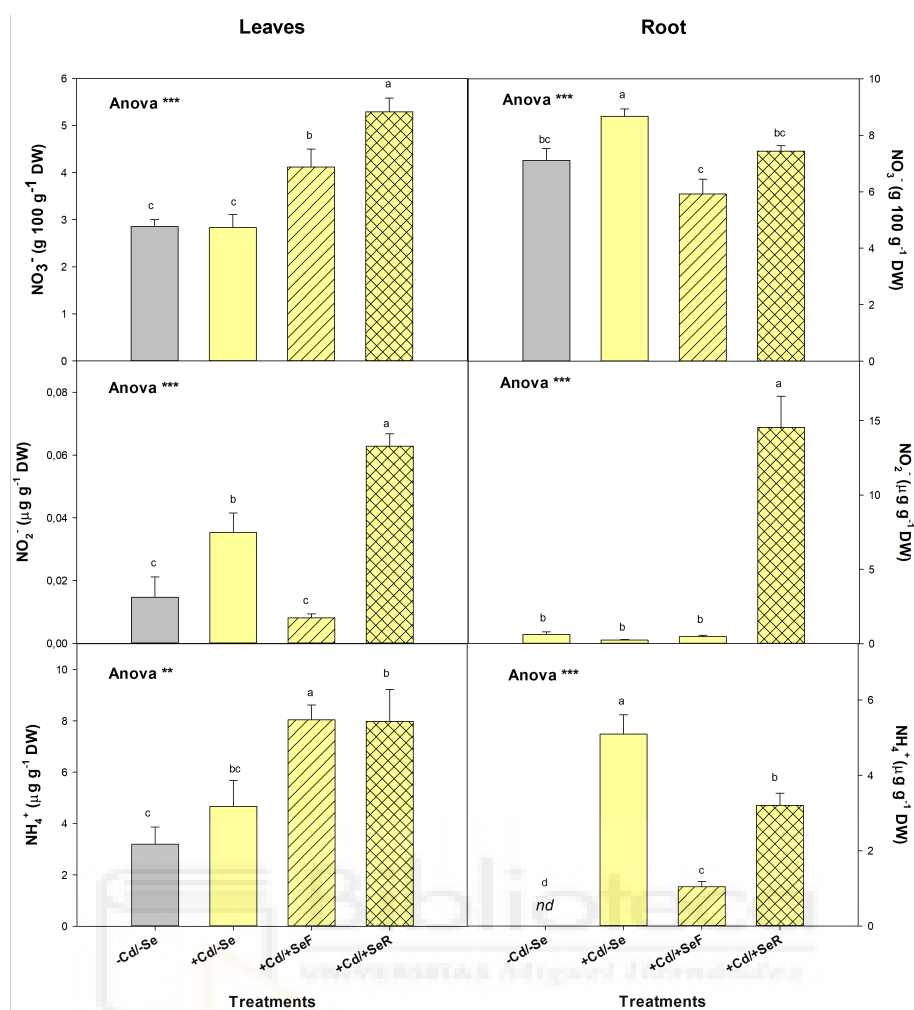 Leaves
Root
Anova ***
Anova ***
a
b
c
c
bc
a
c
bc
6
5
4
3
2
1
0
10
8
6
4
2
0
NO3- (g 100 g-1 DW)
NO3- (g 100 g-1 DW)
Anova ***
Anova ***
c
b
c
a
b
b
b
a
0,08
0,06
0,04
0,02
0,00
15
10
5
0
NO2- (µg g-1 DW)
NO2- (µg g-1 DW)
Anova **
Anova ***
c
bc
a
b
d
nd
a
c
b
10
8
6
4
2
0
6
4
2
0
NH4+ (µg g-1 DW)
NH4+ (µg g-1 DW)
-Cd/-Se
+Cd/-Se
+Cd/+SeF
+Cd/+SeR
-Cd/-Se
+Cd/-Se
+Cd/+SeF
+Cd/+SeR
Treatments
Treatments
Biblioteca
UNIVERSITAS Miguel Hernández